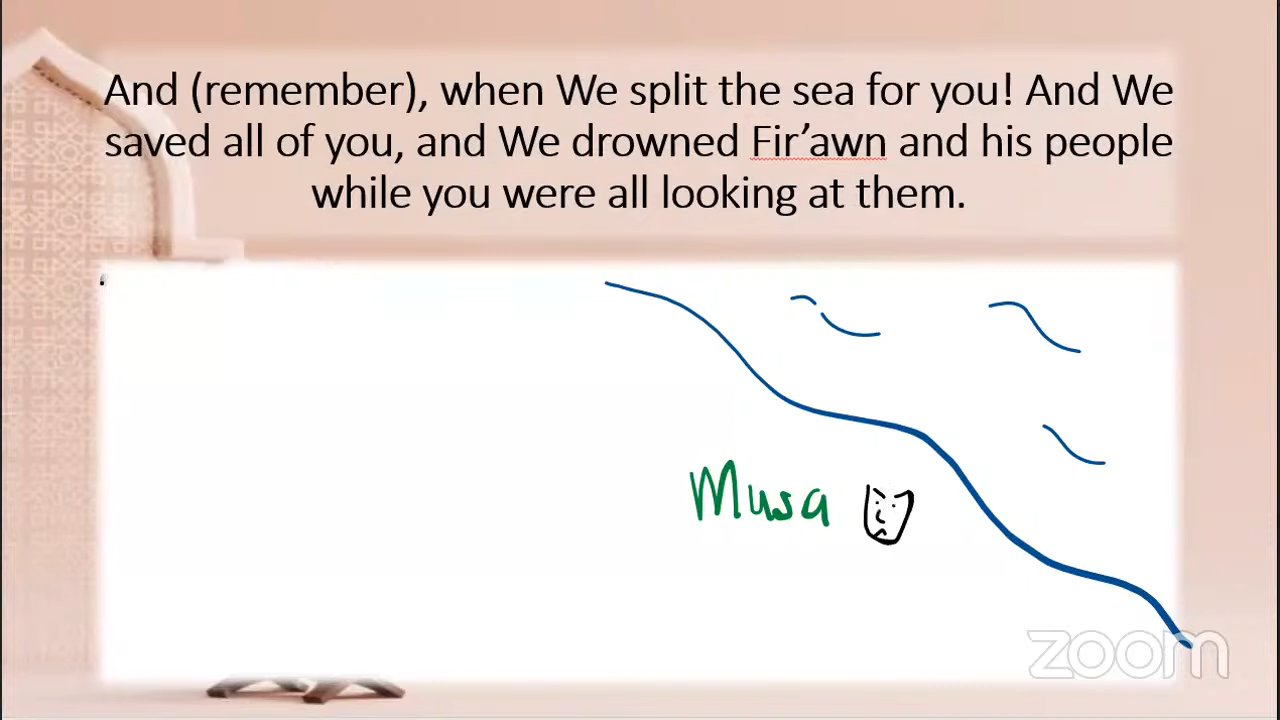 And (remember), when We split the sea for you! And We
saved all of you, and We drowned Fir’awn and his people
while you were all looking at them.
Musa
zoom